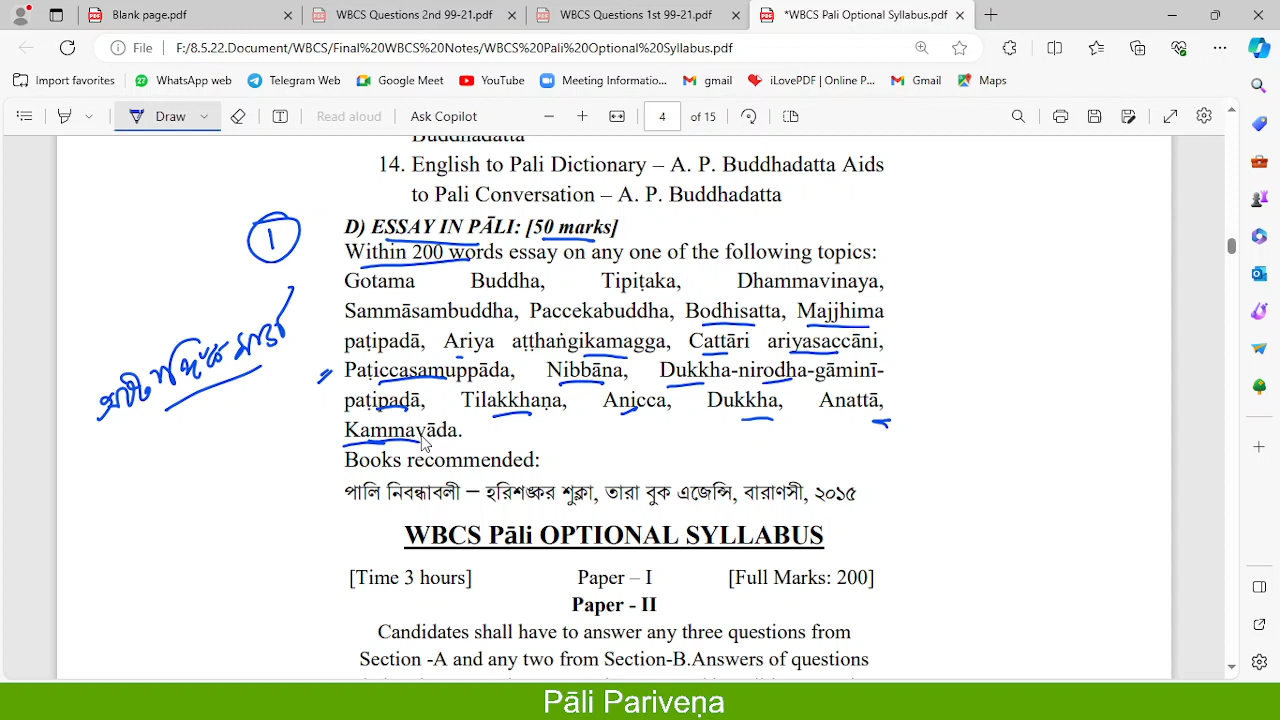 Blank page.pdf
WBCS Questions 2nd 99-21.pdf
WBCS Questions 1st 99-21.pdf
*WBCS Pali Optional Syllabus.pdf
File
F:/8.5.22.Document/WBCS/Final%20WBCS%20Notes/WBCS%20Pali%20Optional%20Syllabus.pdf
Import favorites
WhatsApp web
Telegram Web
Google Meet
YouTube
Meeting Informatio...
gmail
iLovePDF | Online P...
Gmail
Maps
Draw
Read aloud
Ask Copilot
4
of 15
Buddhadatta
14. English to Pali Dictionary – A. P. Buddhadatta Aids
to Pali Conversation – A. P. Buddhadatta
D) ESSAY IN PĀLI: [50 marks]
1
Within 200 words essay on any one of the following topics:
Gotama Buddha, Tipiṭaka, Dhammavinaya,
Sammāsambuddha, Paccekabuddha, Bodhisatta, Majjhima
paṭipadā, Ariya aṭṭhaṅgikamagga, Cattāri ariyasaccāni,
Paṭiccasamuppāda, Nibbāna, Dukkha-nirodha-gāminī-
paṭipadā, Tilakkhaṇa, Anicca, Dukkha, Anattā,
Kammavāda.
Books recommended:
পালি নিবন্ধাবলী – হরিশঙ্কর শুক্লা, তারা বুক এজেন্সি, বারাণসী, ২০১৫
WBCS Pāli OPTIONAL SYLLABUS
[Time 3 hours] Paper – I [Full Marks: 200]
Paper - II
Candidates shall have to answer any three questions from
Section -A and any two from Section-B.Answers of questions
Pāli Pariveṇa